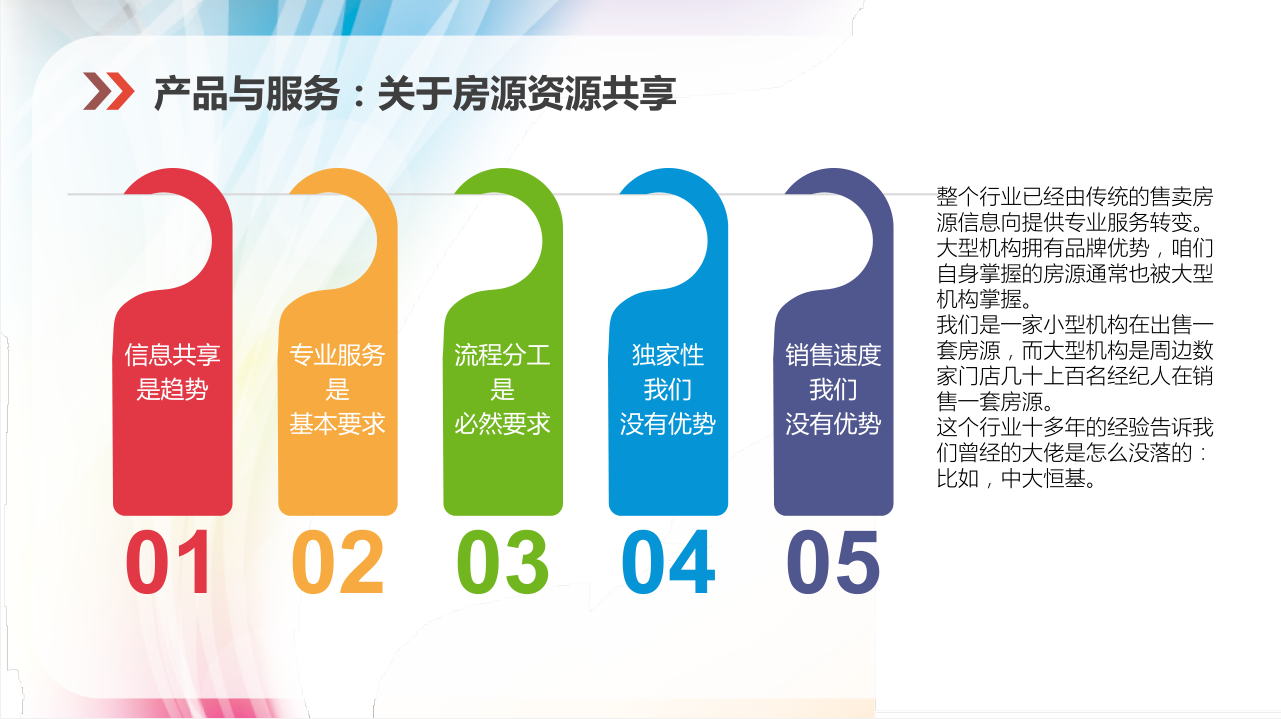 产品与服务：关于房源资源共享
信息共享
是趋势
01
专业服务
是
基本要求
02
流程分工
是
必然要求
03
独家性
我们
没有优势
04
销售速度
我们
没有优势
05
整个行业已经由传统的售卖房
源信息向提供专业服务转变。
大型机构拥有品牌优势，咱们
自身掌握的房源通常也被大型
机构掌握。
我们是一家小型机构在出售一
套房源，而大型机构是周边数
家门店几十上百名经纪人在销
售一套房源。
这个行业十多年的经验告诉我
们曾经的大佬是怎么没落的：
比如，中大恒基。